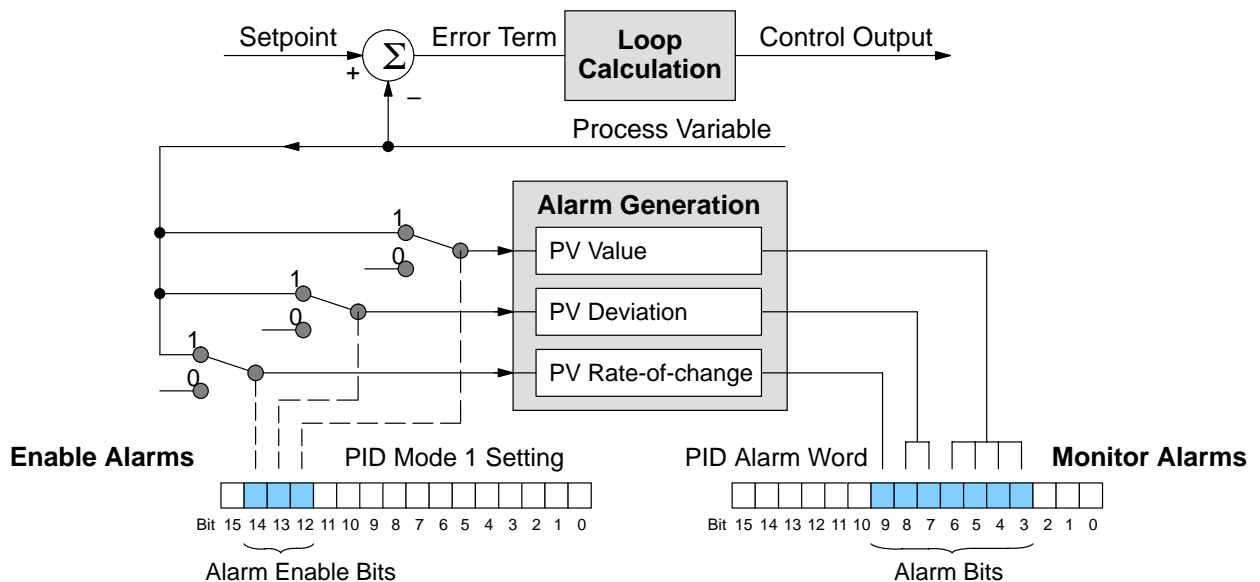 Setpoint
Error Term
Loop
Calculation
Control Output
Σ
+
−
Process Variable
Alarm Generation
1
0
PV Value
1
0
PV Deviation
1
0
PV Rate-of-change
Enable Alarms
PID Mode 1 Setting
PID Alarm Word
Monitor Alarms
Bit 15 14 13 12 11 10 9 8 7 6 5 4 3 2 1 0
Bit 15 14 13 12 11 10 9 8 7 6 5 4 3 2 1 0
Alarm Enable Bits
Alarm Bits